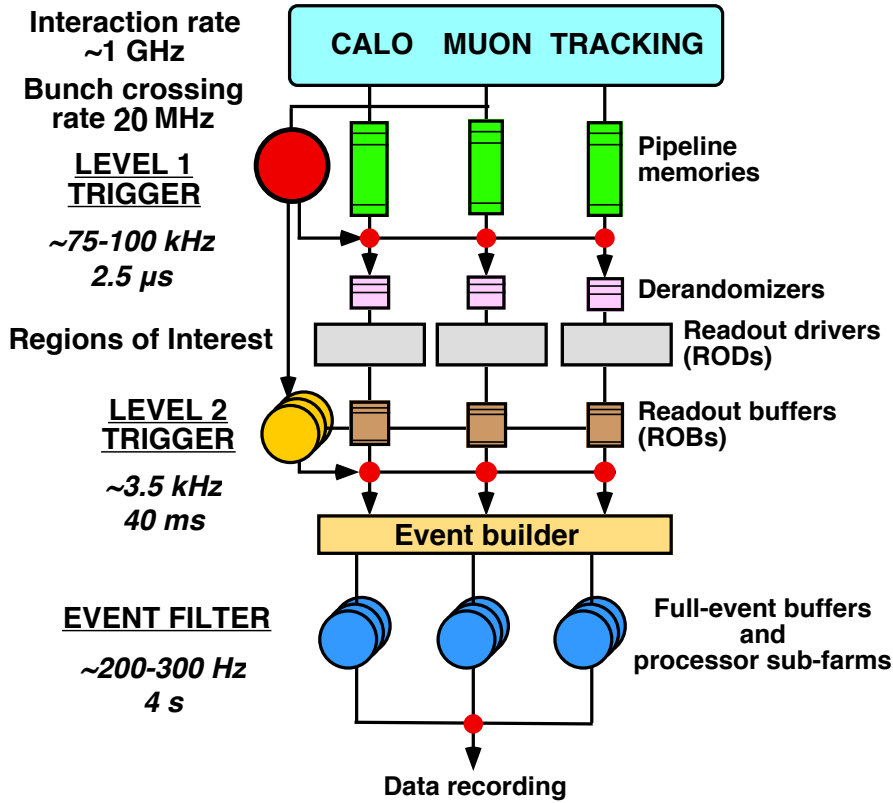 Interaction rate
~1 GHz
CALO MUON TRACKING
Bunch crossing
rate 20 MHz
LEVEL 1
TRIGGER
Pipeline
memories
~75-100 kHz
2.5 µs
Derandomizers
Regions of Interest
Readout drivers
(RODs)
LEVEL 2
TRIGGER
Readout buffers
(ROBs)
~3.5 kHz
40 ms
Event builder
EVENT FILTER
~200-300 Hz
4 s
Full-event buffers
and
processor sub-farms
Data recording